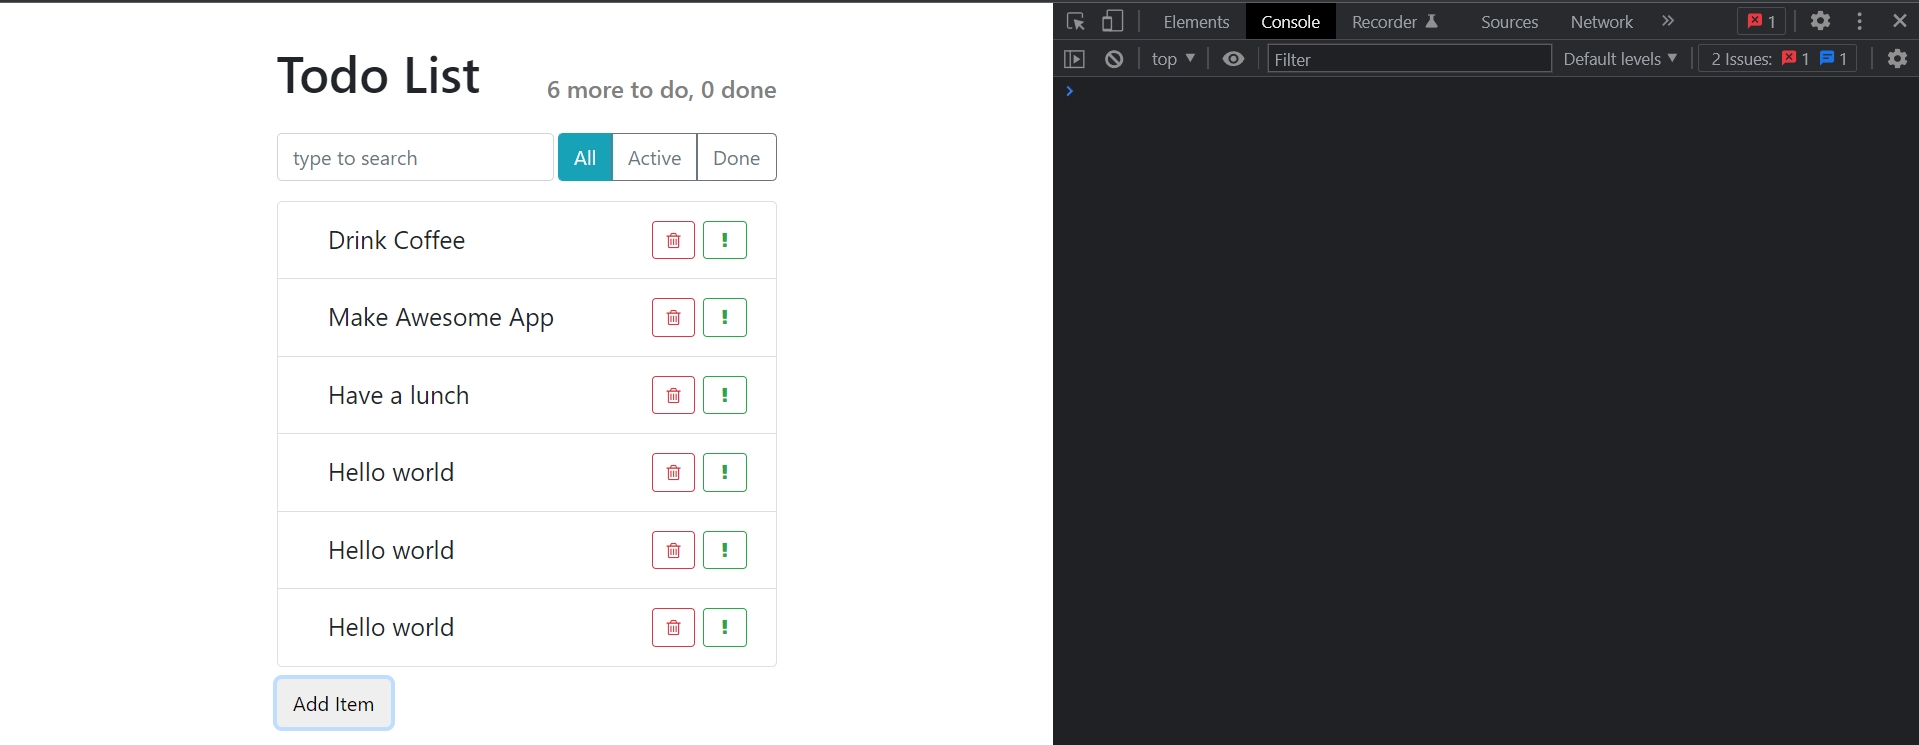 Todo List
6 more to do, 0 done
type to search
All Active Done
Drink Coffee
Make Awesome App
Have a lunch
Hello world
Hello world
Hello world
Add Item
Elements Console Recorder Sources Network 1
top Filter Default levels 2 Issues: 1 1